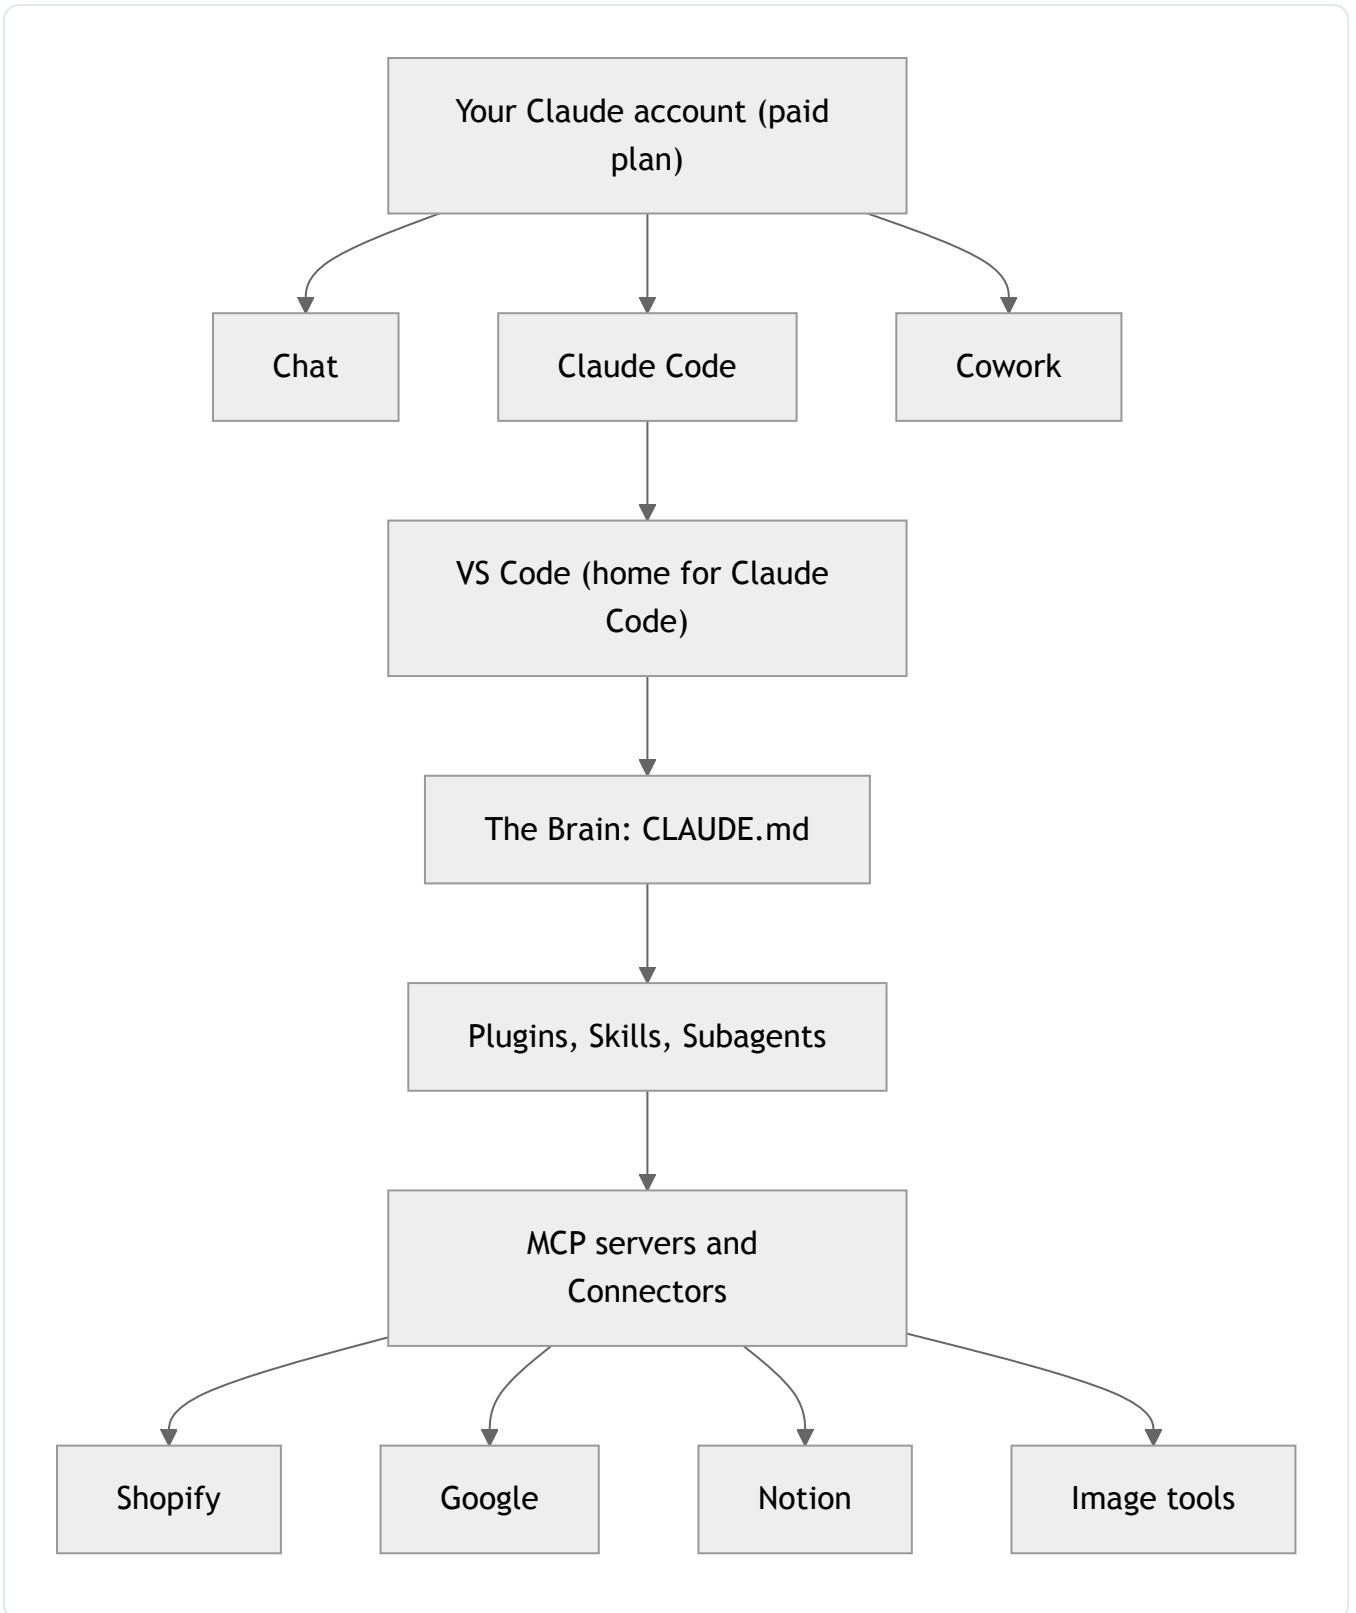 Your Claude account (paid
plan)
Chat
Claude Code
Cowork
VS Code (home for Claude
Code)
The Brain: CLAUDE.md
Plugins, Skills, Subagents
MCP servers and
Connectors
Shopify
Google
Notion
Image tools